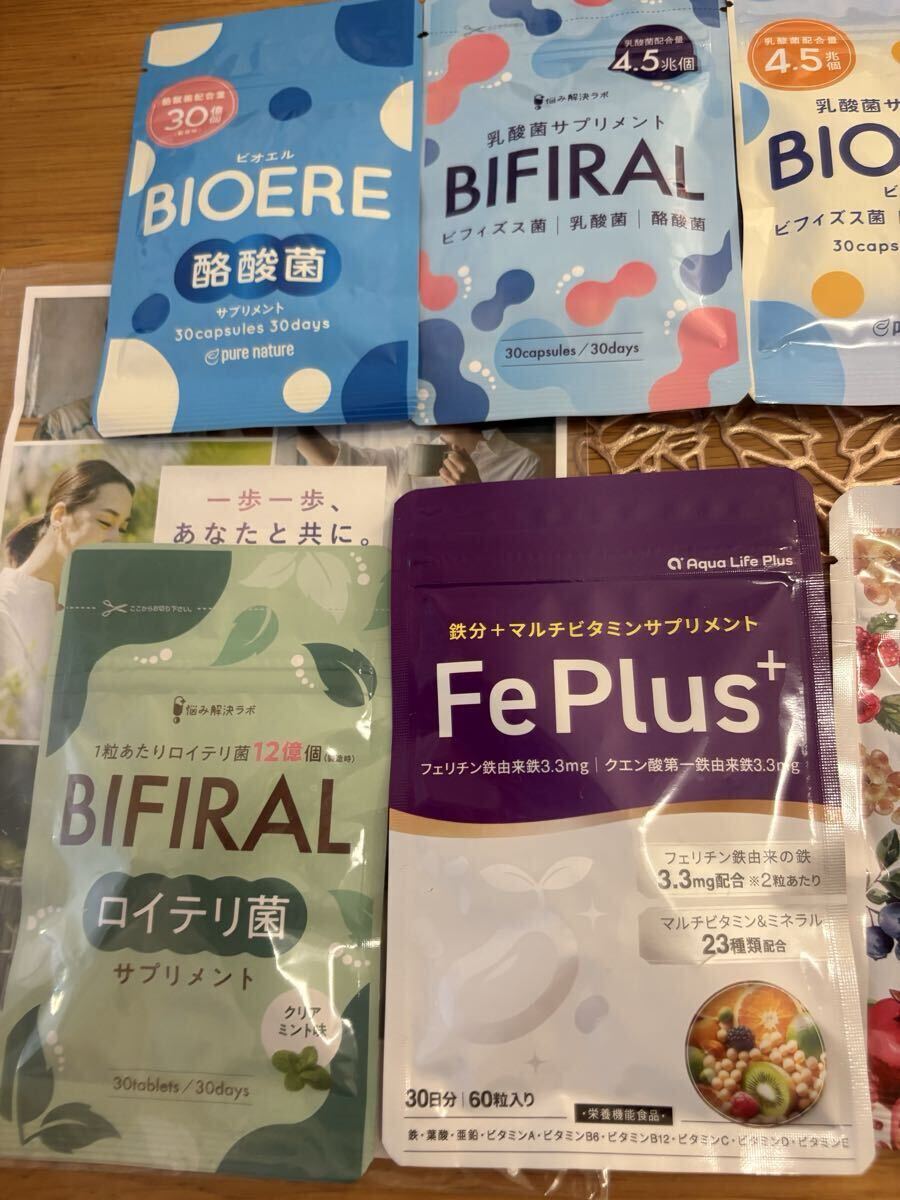 酪酸菌配合量
30億個
ビオエル
BIOERE
酪酸菌
サプリメント
30capsules 30days
pure nature
乳酸菌配合量
4.5兆個
悩み解決ラボ
乳酸菌サプリメント
BIFIRAL
ビフィズス菌 | 乳酸菌 | 酪酸菌
30capsules/30days
乳酸菌配合量
4.5兆個
乳酸菌サ
BIO
ビ
ビフィズス菌
30caps
一歩一歩、
あなたと共に。
ここからお切り下さい。
悩み解決ラボ
1粒あたりロイテリ菌12億個(製造時)
BIFIRAL
ロイテリ菌
サプリメント
クリア
ミント味
30tablets/30days
Aqua Life Plus
鉄分+マルチビタミンサプリメント
FePlus+
フェリチン鉄由来鉄3.3mg | クエン酸第一鉄由来鉄3.3mg
フェリチン鉄由来の鉄
3.3mg配合 ※2粒あたり
マルチビタミン&ミネラル
23種類配合
30日分 | 60粒入り
・栄養機能食品・
鉄・葉酸・亜鉛・ビタミンA・ビタミンB6・ビタミンB12・ビタミンC・ビタミンD・ビタミンE